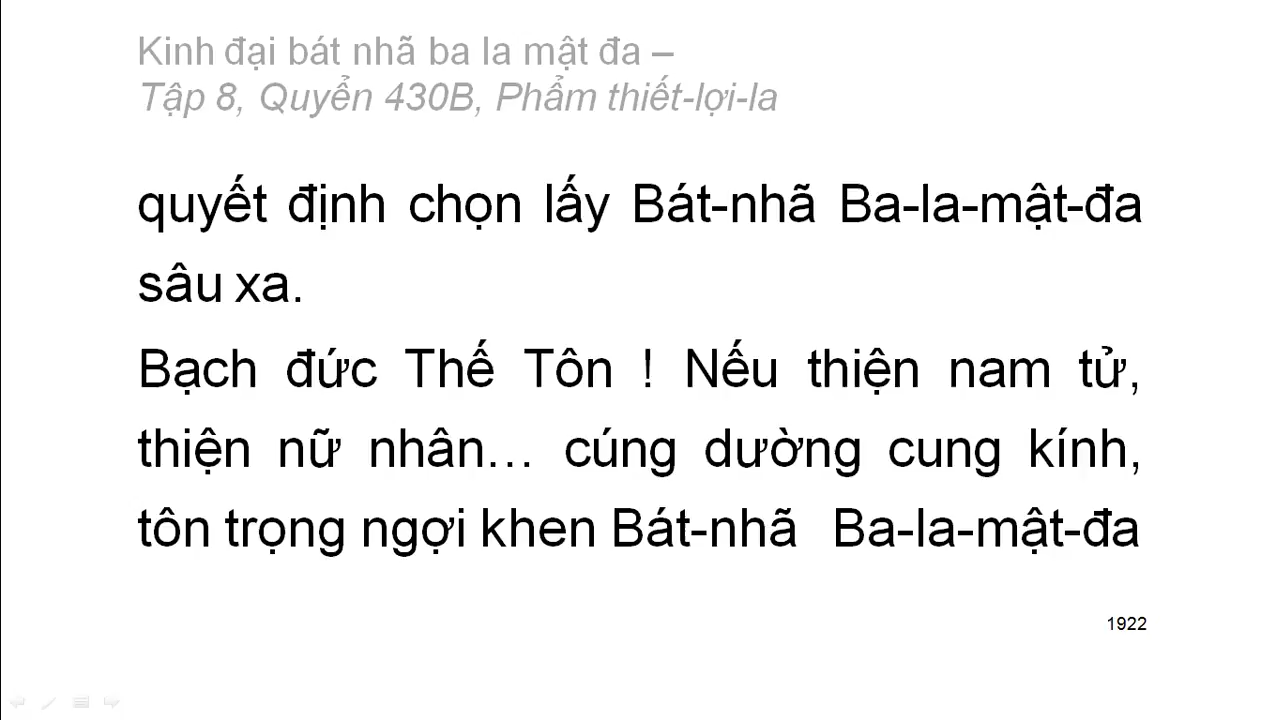 Kinh đại bát nhã ba la mật đa –
Tập 8, Quyển 430B, Phẩm thiết-lợi-la
quyết định chọn lấy Bát-nhã Ba-la-mật-đa
sâu xa.
Bạch đức Thế Tôn ! Nếu thiện nam tử,
thiện nữ nhân… cúng dường cung kính,
tôn trọng ngợi khen Bát-nhã Ba-la-mật-đa
1922